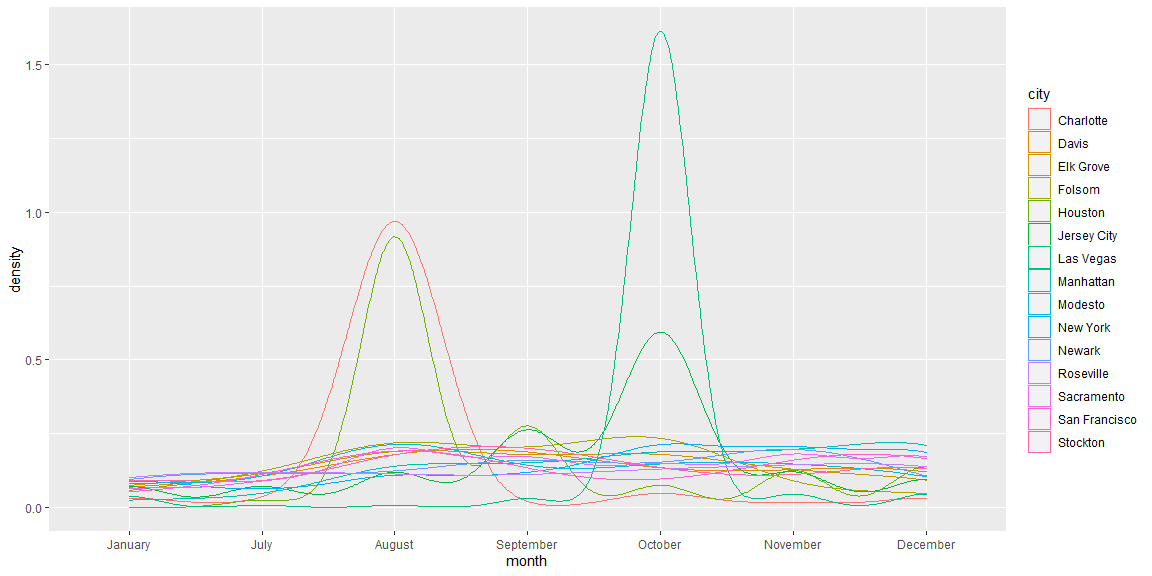 density
1.5
1.0
0.5
0.0
January July August September October November December
month
city
Charlotte
Davis
Elk Grove
Folsom
Houston
Jersey City
Las Vegas
Manhattan
Modesto
New York
Newark
Roseville
Sacramento
San Francisco
Stockton